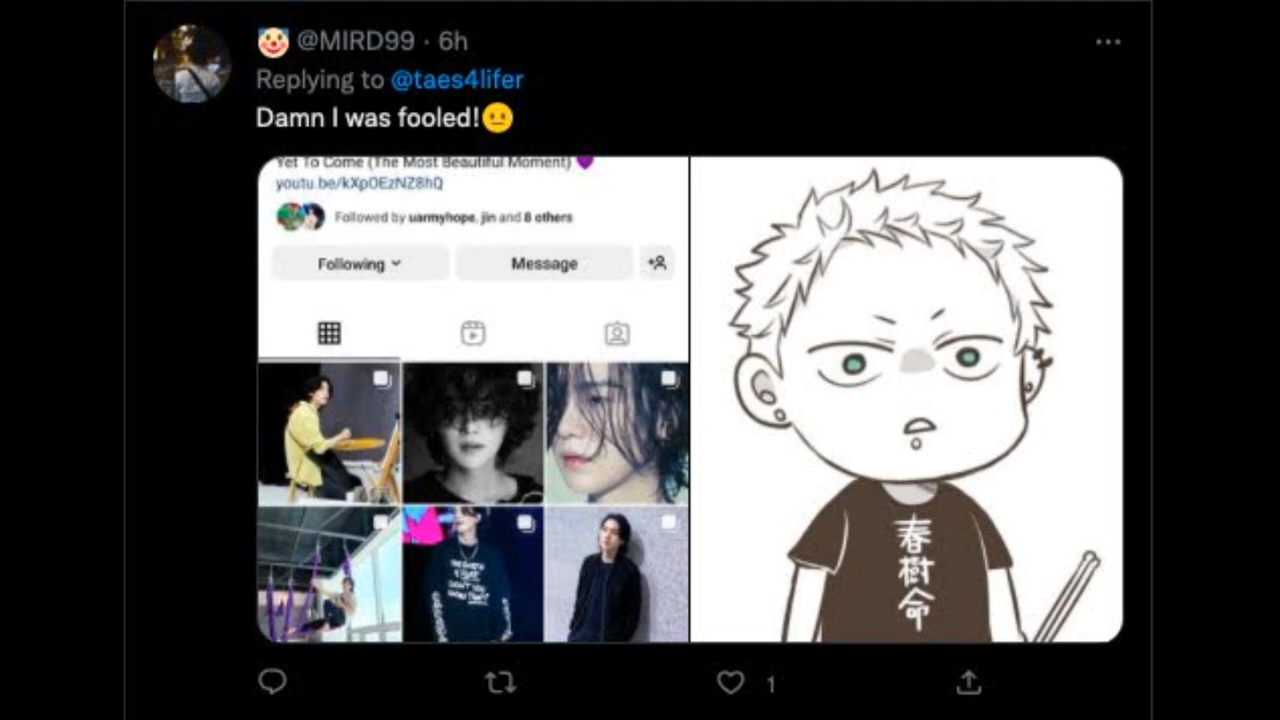 @MIRD99 · 6h
Replying to @taes4lifer
Damn I was fooled!
Yet To Come (The Most Beautiful Moment)
youtu.be/kXpOEzNZ8hQ
Followed by uarmyhope, jin and 8 others
Following
Message
春樹命
1